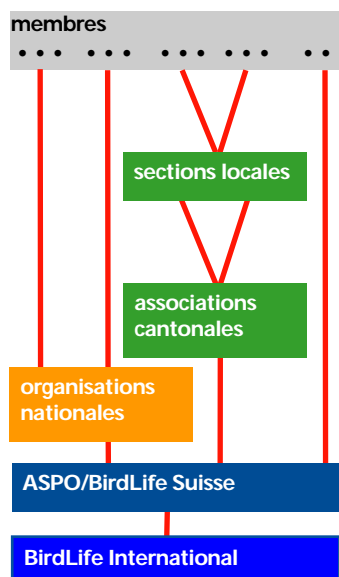 membres
sections locales
associations
cantonales
organisations
nationales
ASPO/BirdLife Suisse
BirdLife International